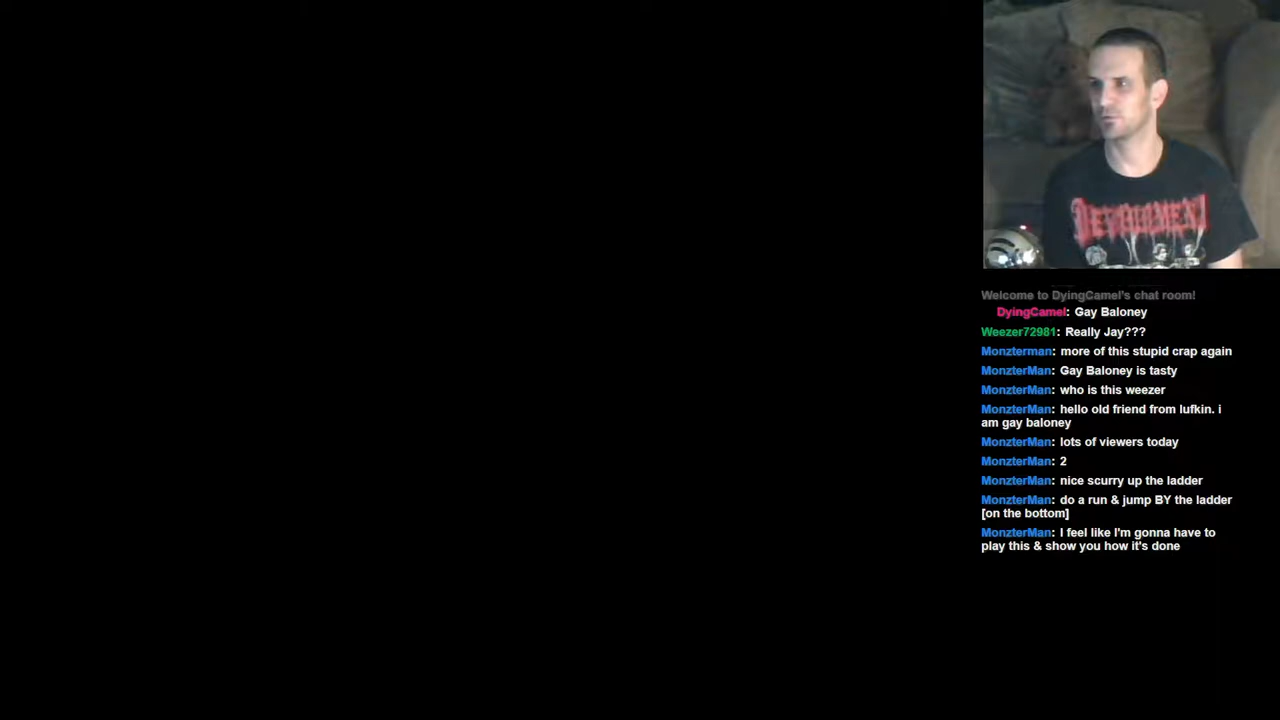 DEVOURMENT
Welcome to DyingCamel's chat room!
DyingCamel: Gay Baloney
Weezer72981: Really Jay???
Monzterman: more of this stupid crap again
MonzterMan: Gay Baloney is tasty
MonzterMan: who is this weezer
MonzterMan: hello old friend from lufkin. i
am gay baloney
MonzterMan: lots of viewers today
MonzterMan: 2
MonzterMan: nice scurry up the ladder
MonzterMan: do a run & jump BY the ladder
[on the bottom]
MonzterMan: I feel like I'm gonna have to
play this & show you how it's done